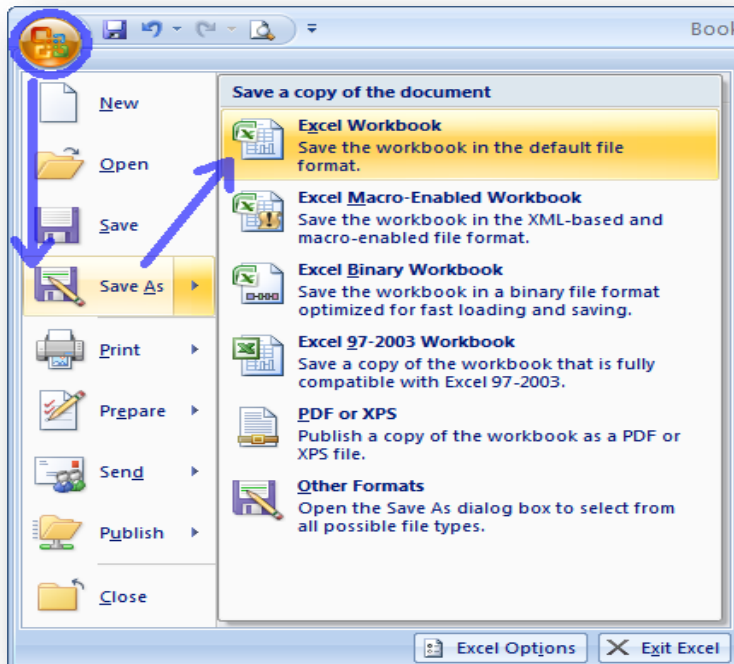 Book
New
Open
Save
Save As
Print
Prepare
Send
Publish
Close
Save a copy of the document
Excel Workbook
Save the workbook in the default file
format.
Excel Macro-Enabled Workbook
Save the workbook in the XML-based and
macro-enabled file format.
Excel Binary Workbook
Save the workbook in a binary file format
optimized for fast loading and saving.
Excel 97-2003 Workbook
Save a copy of the workbook that is fully
compatible with Excel 97-2003.
PDF or XPS
Publish a copy of the workbook as a PDF or
XPS file.
Other Formats
Open the Save As dialog box to select from
all possible file types.
Excel Options
Exit Excel